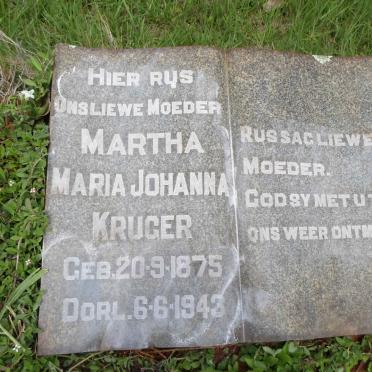 HIER RUS
ONS LIEWE MOEDER
MARTHA
MARIA JOHANNA
KRUGER
GEB. 20-9-1875
OORL. 6-6-1943
RUS SAG LIEWE
MOEDER.
GOD SY MET U
ONS WEER